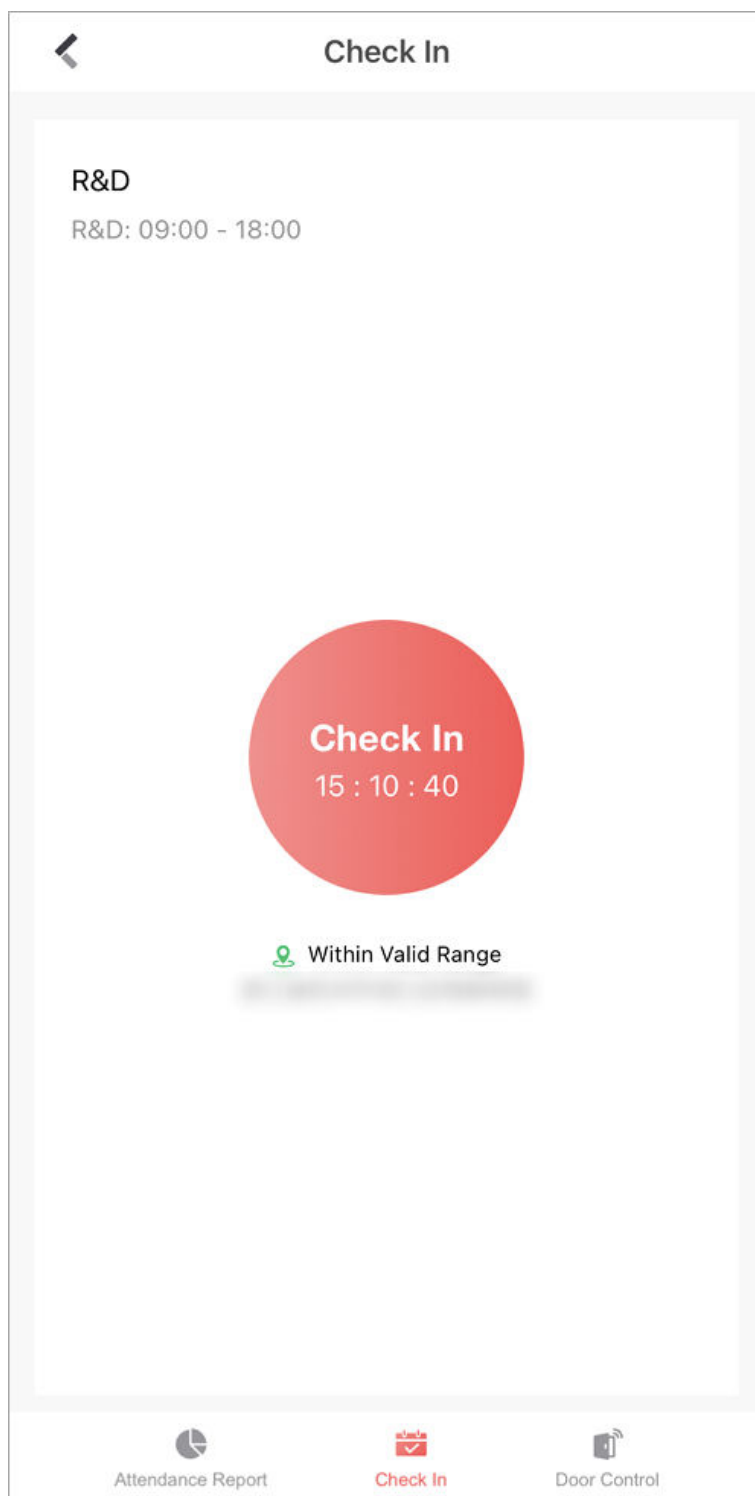 Check In
R&D
R&D: 09:00 - 18:00
Check In
15 : 10 : 40
Within Valid Range
Attendance Report
Check In
Door Control